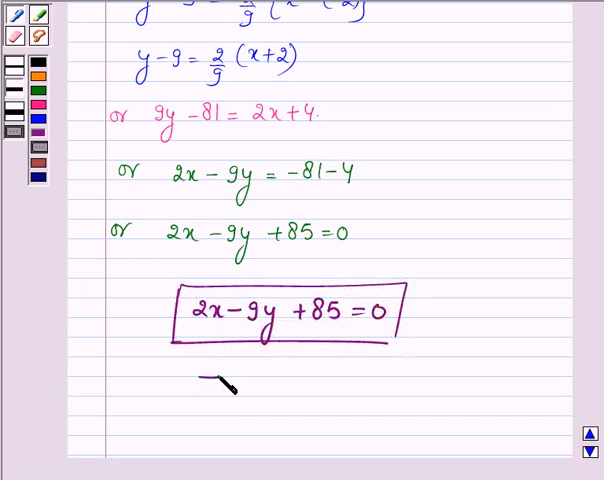 y-9 = 2/9 (x+2)
or 9y - 81 = 2x+4.
or 2x - 9y = -81-4
or 2x - 9y +85 =0
2x-9y +85 =0